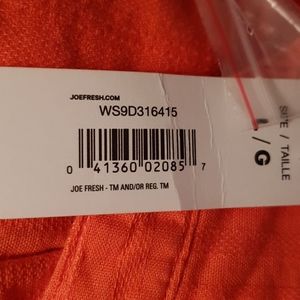 JOEFRESH.COM
WS9D316415
0 41360 02085 7
JOE FRESH - TM AND/OR REG. TM
SIZE / TAILLE
/ G